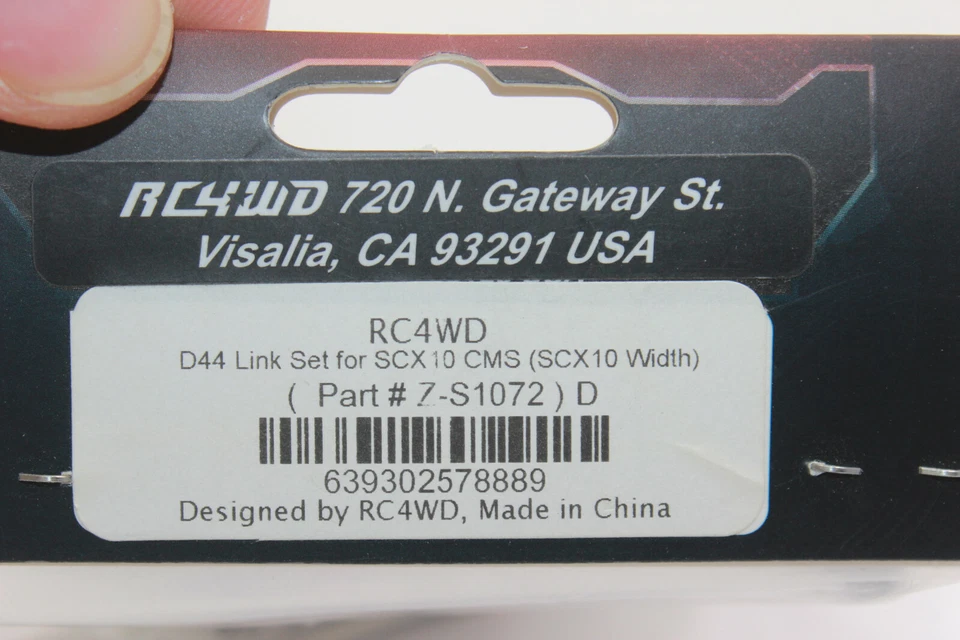 RC4WD 720 N. Gateway St.
Visalia, CA 93291 USA
RC4WD
D44 Link Set for SCX10 CMS (SCX10 Width)
( Part # Z-S1072 ) D
639302578889
Designed by RC4WD, Made in China